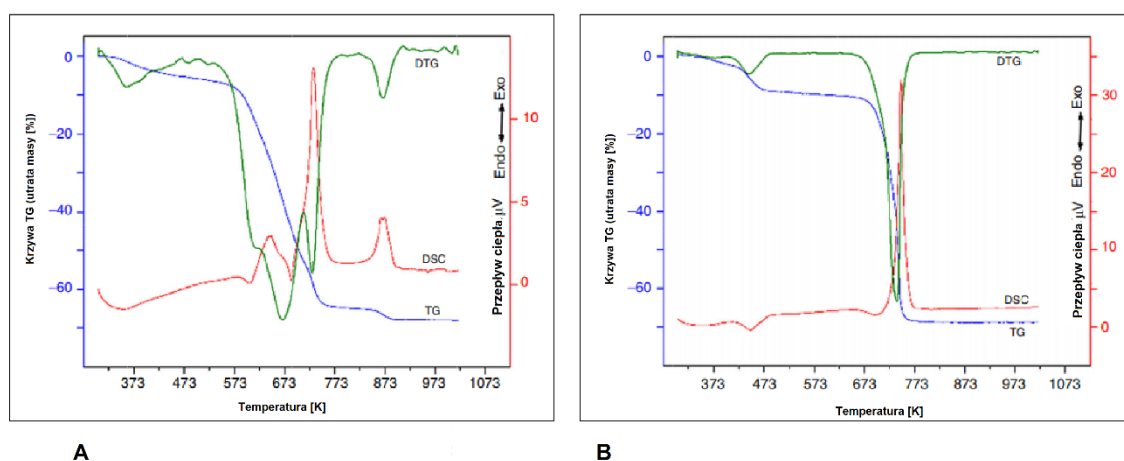 Krzywa TG (utrata masy [%])
0
−20
−40
−60
DTG
DSC
TG
10
5
0
Przepływ ciepła.µV Endo Exo
373 473 573 673 773 873 973 1073
Temperatura [K]
A
Krzywa TG (utrata masy [%])
0
−20
−40
−60
DTG
DSC
TG
30
20
10
0
Przepływ ciepła.µV Endo Exo
373 473 573 673 773 873 973 1073
Temperatura [K]
B